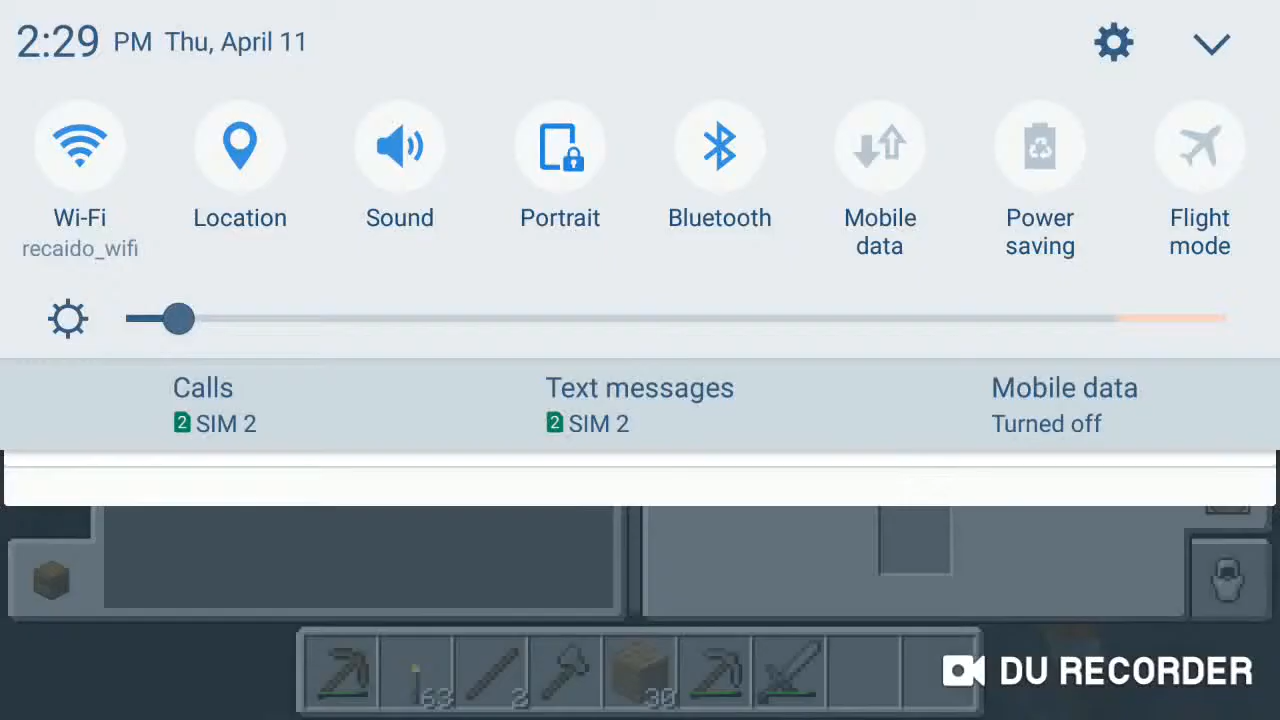 2:29 PM Thu, April 11
Wi-Fi
recaido_wifi
Location
Sound
Portrait
Bluetooth
Mobile
data
Power
saving
Flight
mode
Calls
2 SIM 2
Text messages
2 SIM 2
Mobile data
Turned off
63
2
30
DU RECORDER